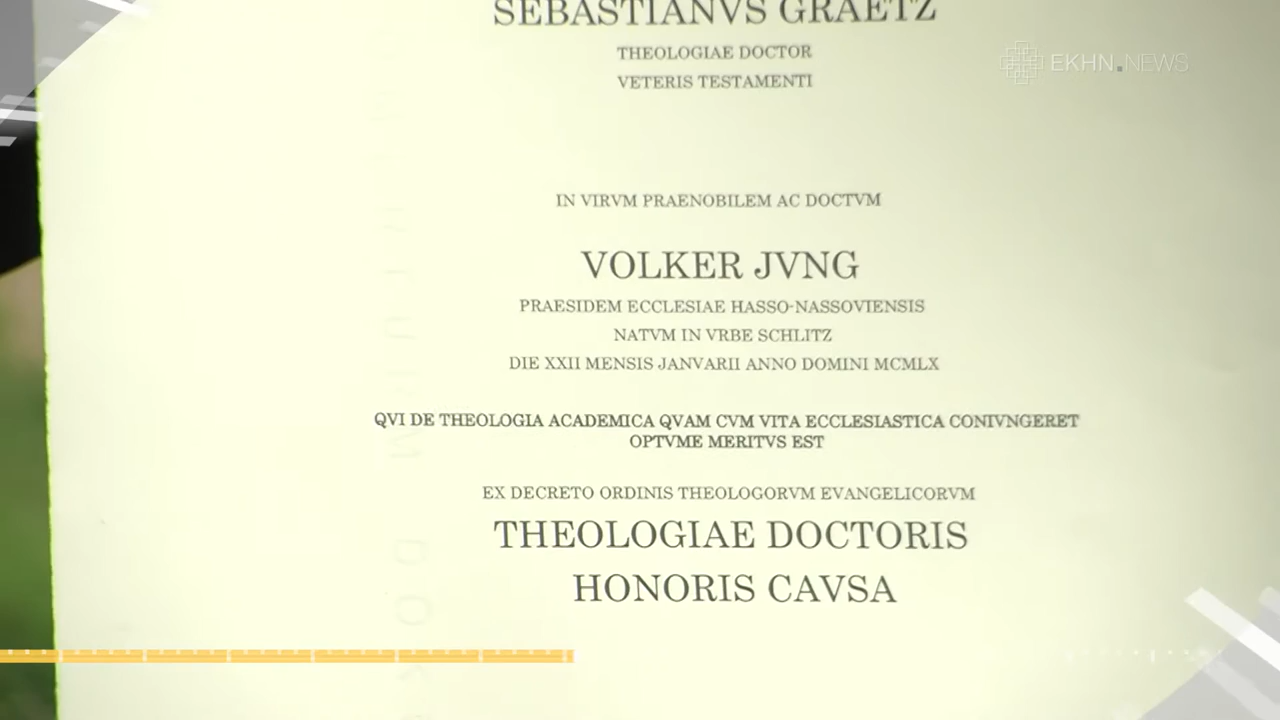 SEBASTIANVS GRAETZ
THEOLOGIAE DOCTOR
VETERIS TESTAMENTI
EKHN.NEWS
IN VIRVM PRAENOBILEM AC DOCTVM
VOLKER JVNG
PRAESIDEM ECCLESIAE HASSO-NASSOVIENSIS
NATVM IN VRBE SCHLITZ
DIE XXII MENSIS JANVARII ANNO DOMINI MCMLX
QVI DE THEOLOGIA ACADEMICA QVAM CVM VITA ECCLESIASTICA CONIVNGERET
OPTVME MERITVS EST
EX DECRETO ORDINIS THEOLOGORVM EVANGELICORVM
THEOLOGIAE DOCTORIS
HONORIS CAVSA